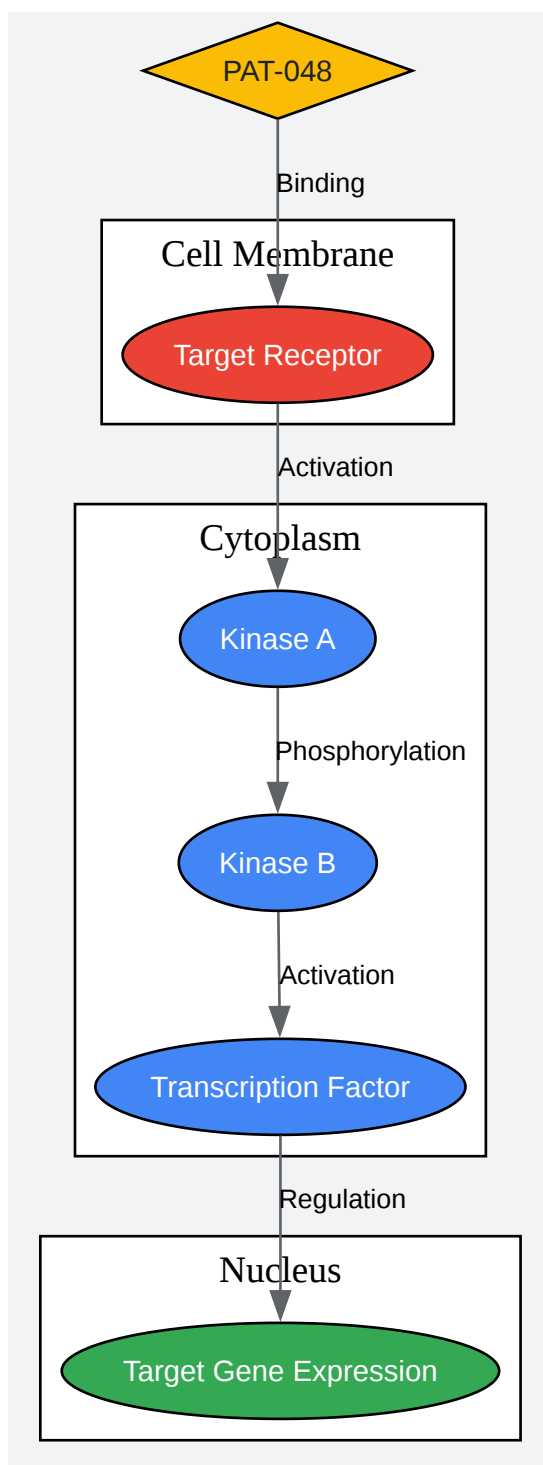 PAT-048
Binding
Cell Membrane
Target Receptor
Activation
Cytoplasm
Kinase A
Phosphorylation
Kinase B
Activation
Transcription Factor
Regulation
Nucleus
Target Gene Expression